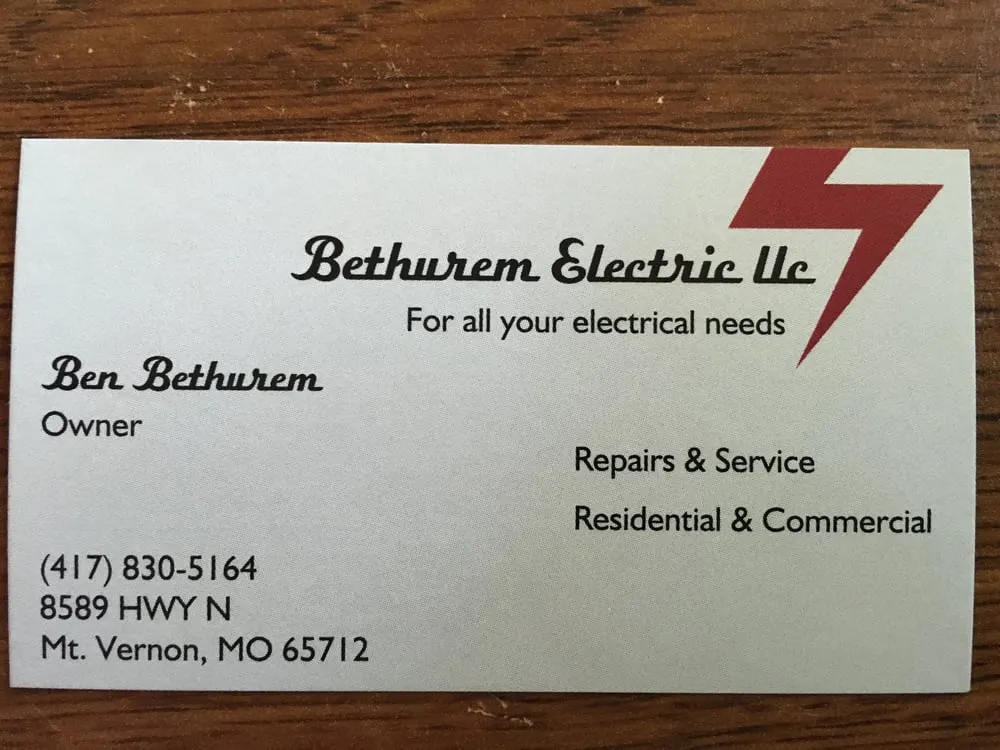 Bethurem Electric llc
For all your electrical needs
Ben Bethurem
Owner
Repairs & Service
Residential & Commercial
(417) 830-5164
8589 HWY N
Mt. Vernon, MO 65712